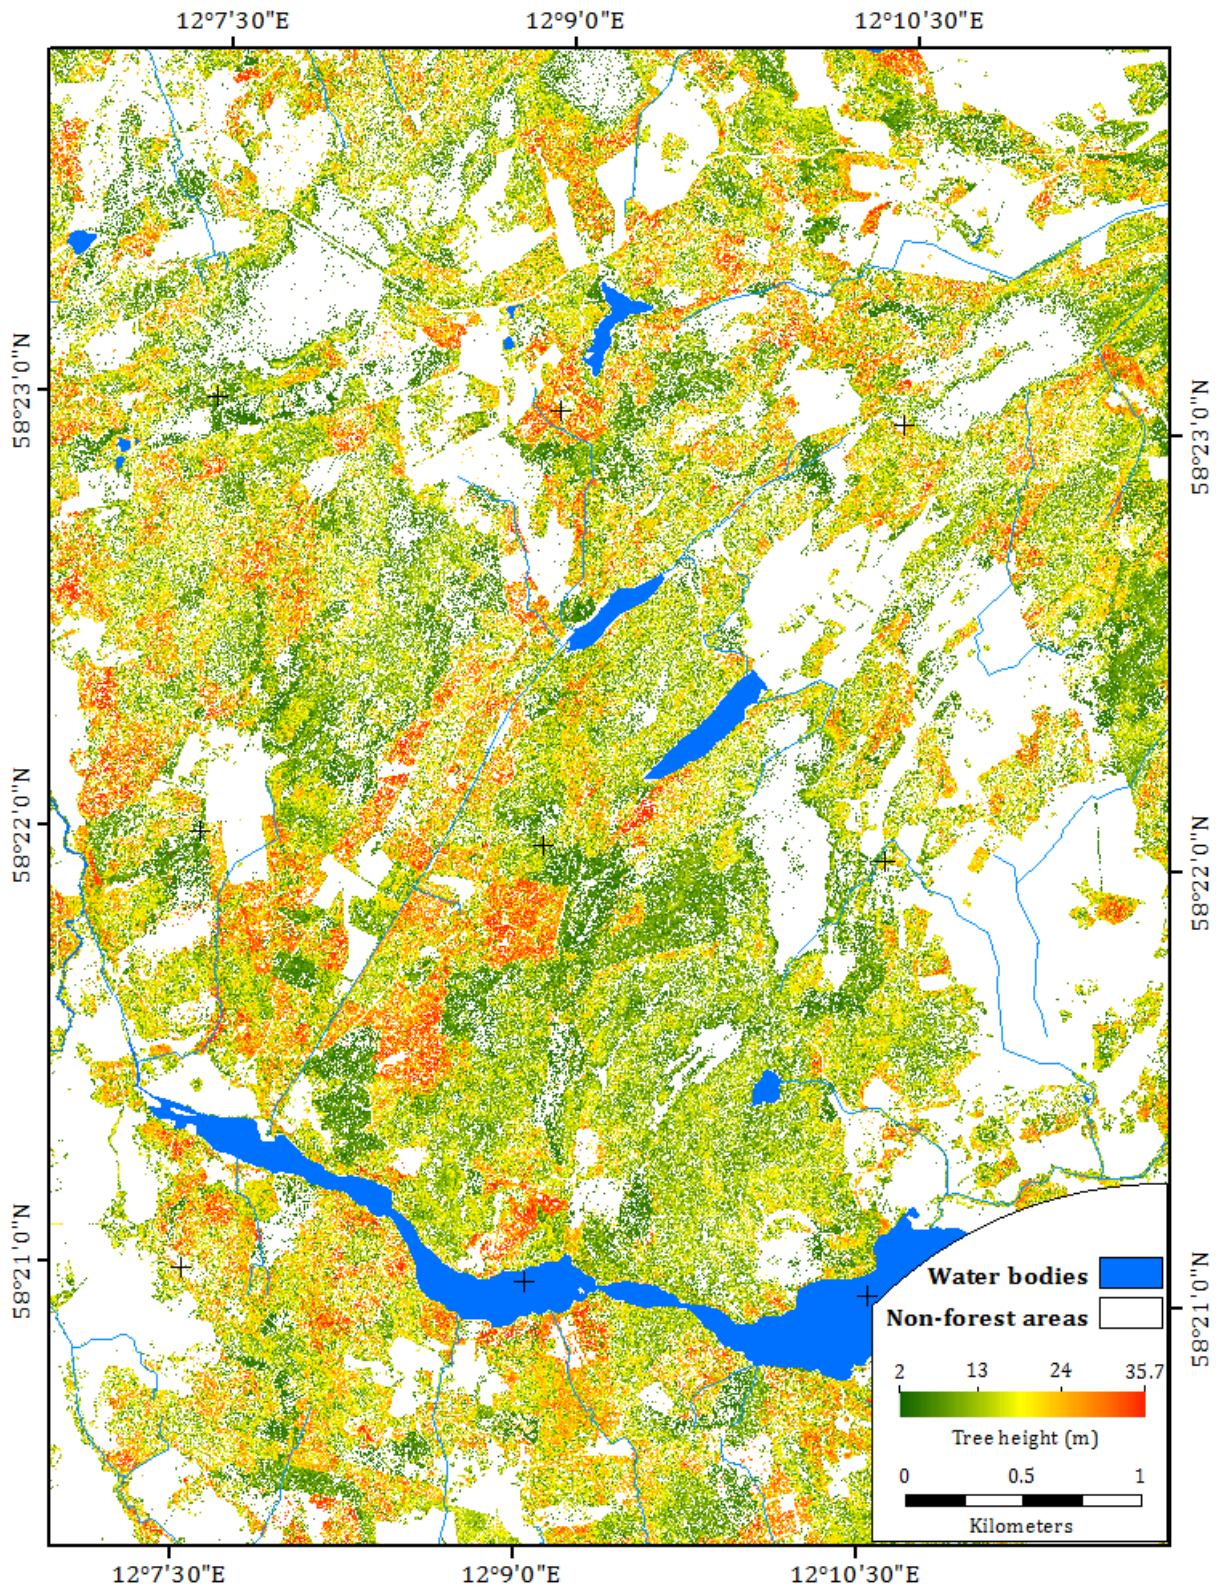 12°7'30"E 12°9'0"E 12°10'30"E
58°23'0"N
58°23'0"N
58°22'0"N
58°22'0"N
58°21'0"N
58°21'0"N
Water bodies
Non-forest areas
2 13 24 35.7
Tree height (m)
0 0.5 1
Kilometers
12°7'30"E 12°9'0"E 12°10'30"E